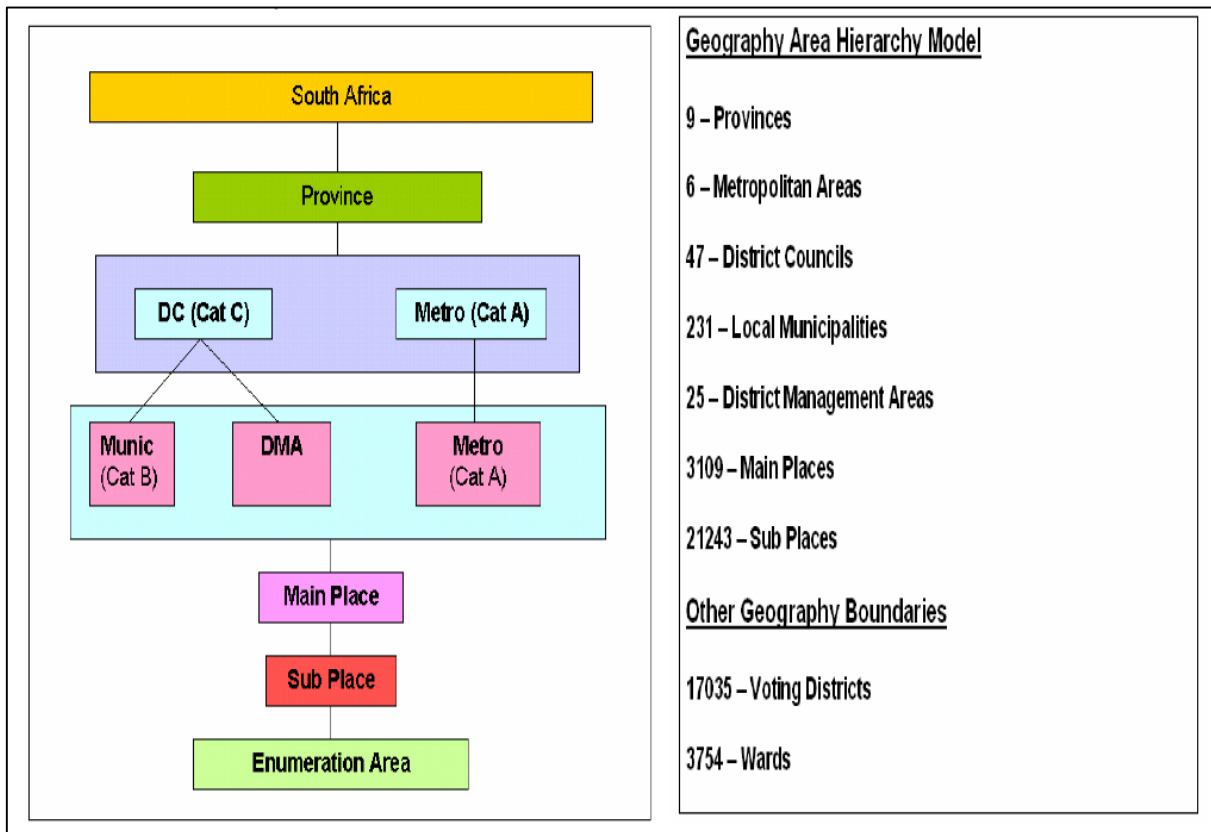 South Africa
Province
DC (Cat C)
Metro (Cat A)
Munic
(Cat B)
DMA
Metro
(Cat A)
Main Place
Sub Place
Enumeration Area
Geography Area Hierarchy Model
9 – Provinces
6 – Metropolitan Areas
47 – District Councils
231 – Local Municipalities
25 – District Management Areas
3109 – Main Places
21243 – Sub Places
Other Geography Boundaries
17035 – Voting Districts
3754 – Wards